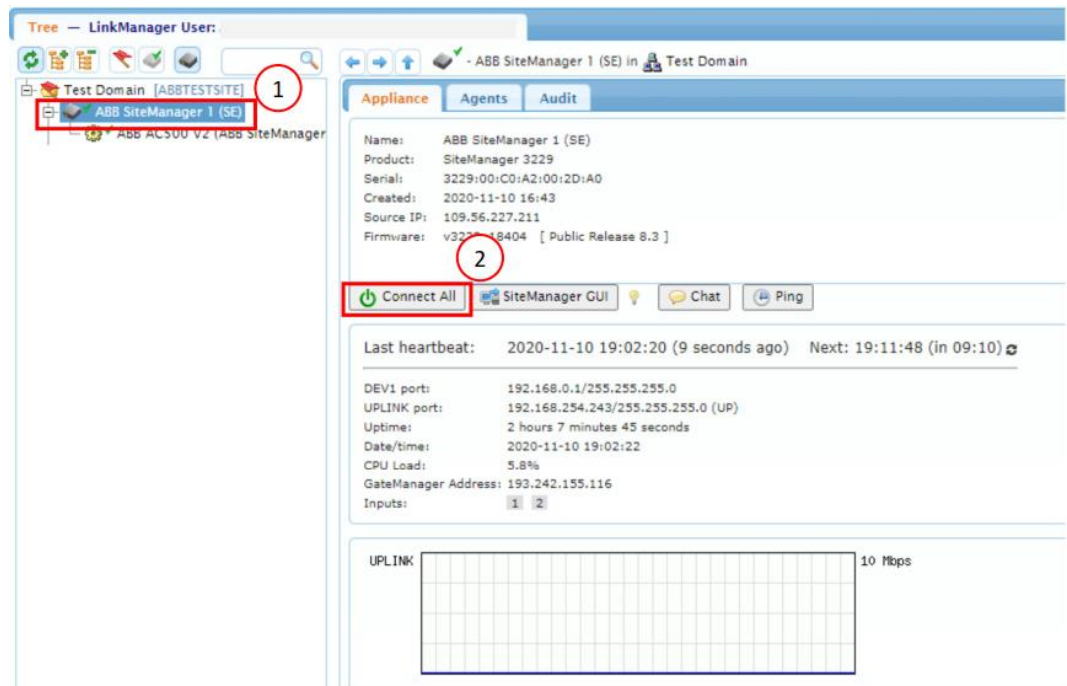 Tree — LinkManager User:
- ABB SiteManager 1 (SE) in Test Domain
Test Domain [ABBTESTSITE]
1
ABB SiteManager 1 (SE)
ABB AC500 V2 (ABB SiteManager
Appliance Agents Audit
Name: ABB SiteManager 1 (SE)
Product: SiteManager 3229
Serial: 3229:00:C0:A2:00:2D:A0
Created: 2020-11-10 16:43
Source IP: 109.56.227.211
Firmware: 18404 [ Public Release 8.3 ]
2
Connect All SiteManager GUI Chat Ping
Last heartbeat: 2020-11-10 19:02:20 (9 seconds ago) Next: 19:11:48 (in 09:10)
DEV1 port: 192.168.0.1/255.255.255.0
UPLINK port: 192.168.254.243/255.255.255.0 (UP)
Uptime: 2 hours 7 minutes 45 seconds
Date/time: 2020-11-10 19:02:22
CPU Load: 5.8%
GateManager Address: 193.242.155.116
Inputs: 1 2
UPLINK 10 Mbps